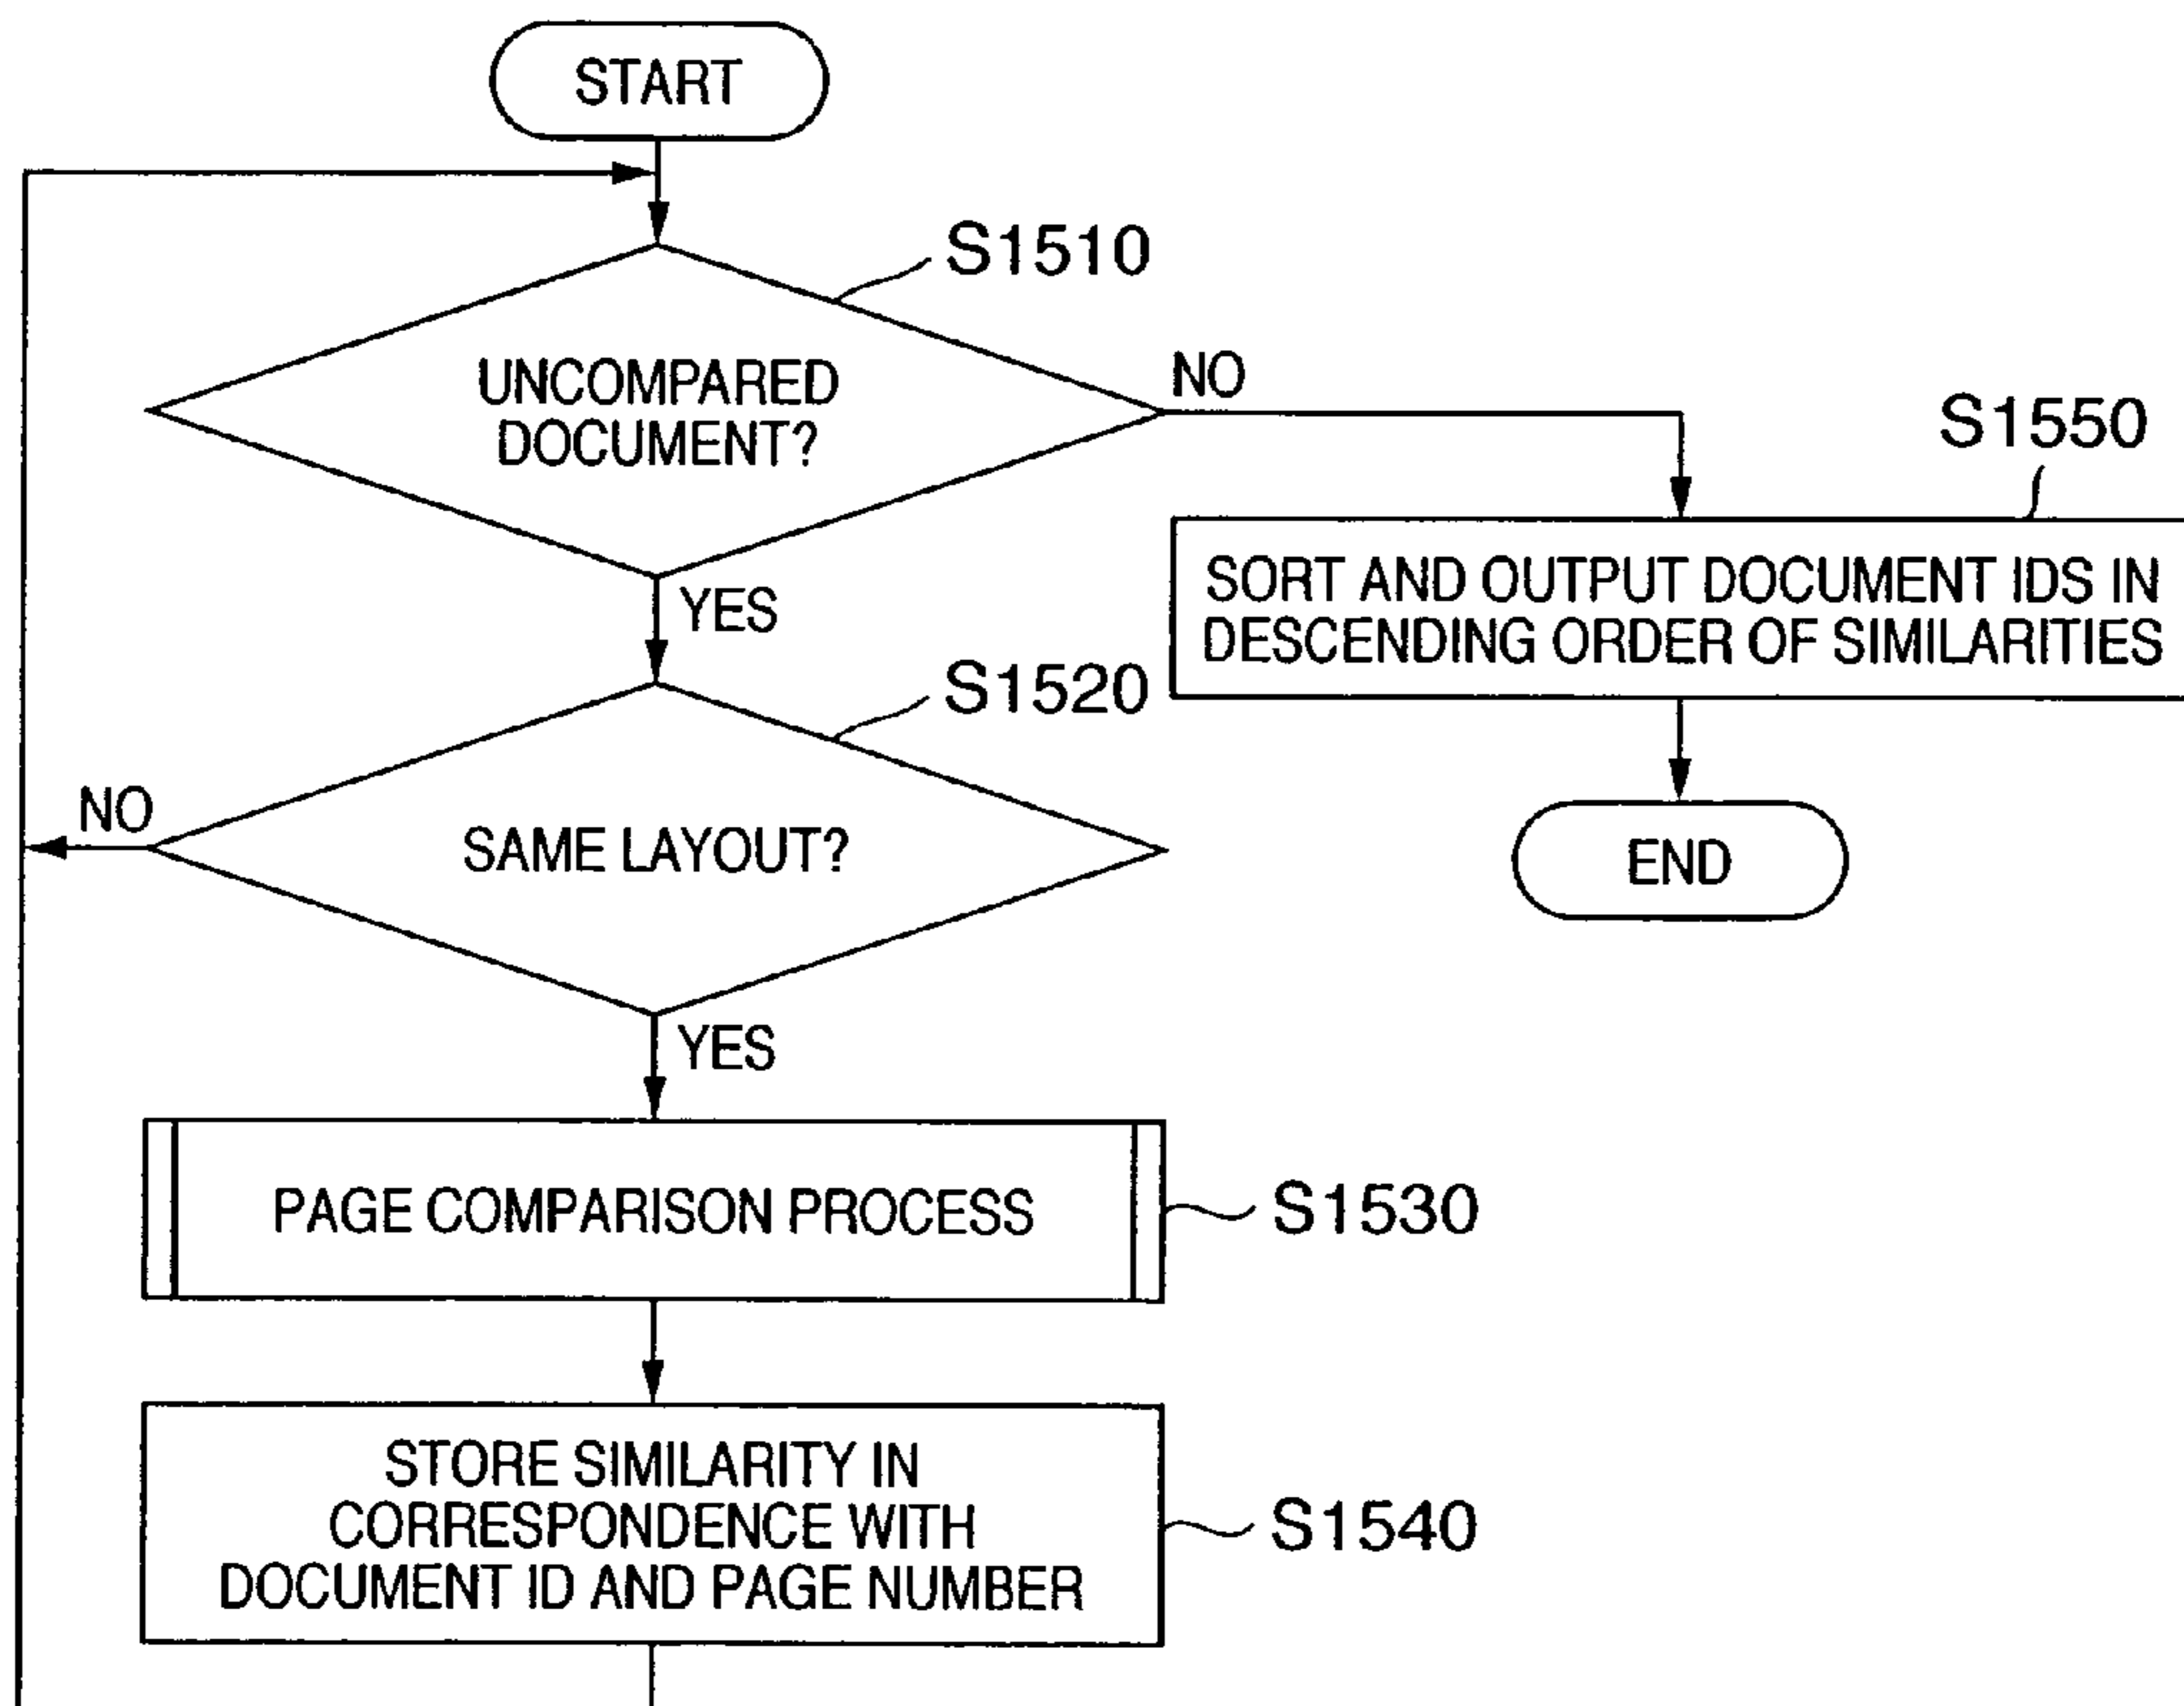 START
S1510
UNCOMPARED
DOCUMENT?
NO
YES
S1550
SORT AND OUTPUT DOCUMENT IDS IN
DESCENDING ORDER OF SIMILARITIES
END
S1520
SAME LAYOUT?
NO
YES
PAGE COMPARISON PROCESS
S1530
STORE SIMILARITY IN
CORRESPONDENCE WITH
DOCUMENT ID AND PAGE NUMBER
S1540